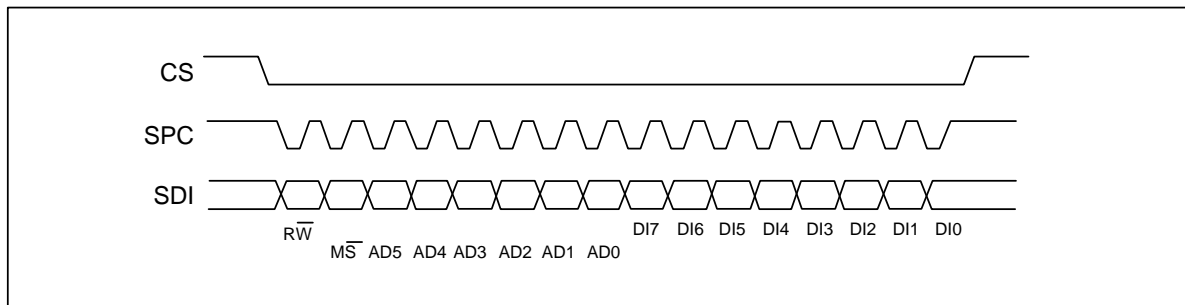 CS
SPC
SDI
RW̅
DI7 DI6 DI5 DI4 DI3 DI2 DI1 DI0
MS̅ AD5 AD4 AD3 AD2 AD1 AD0